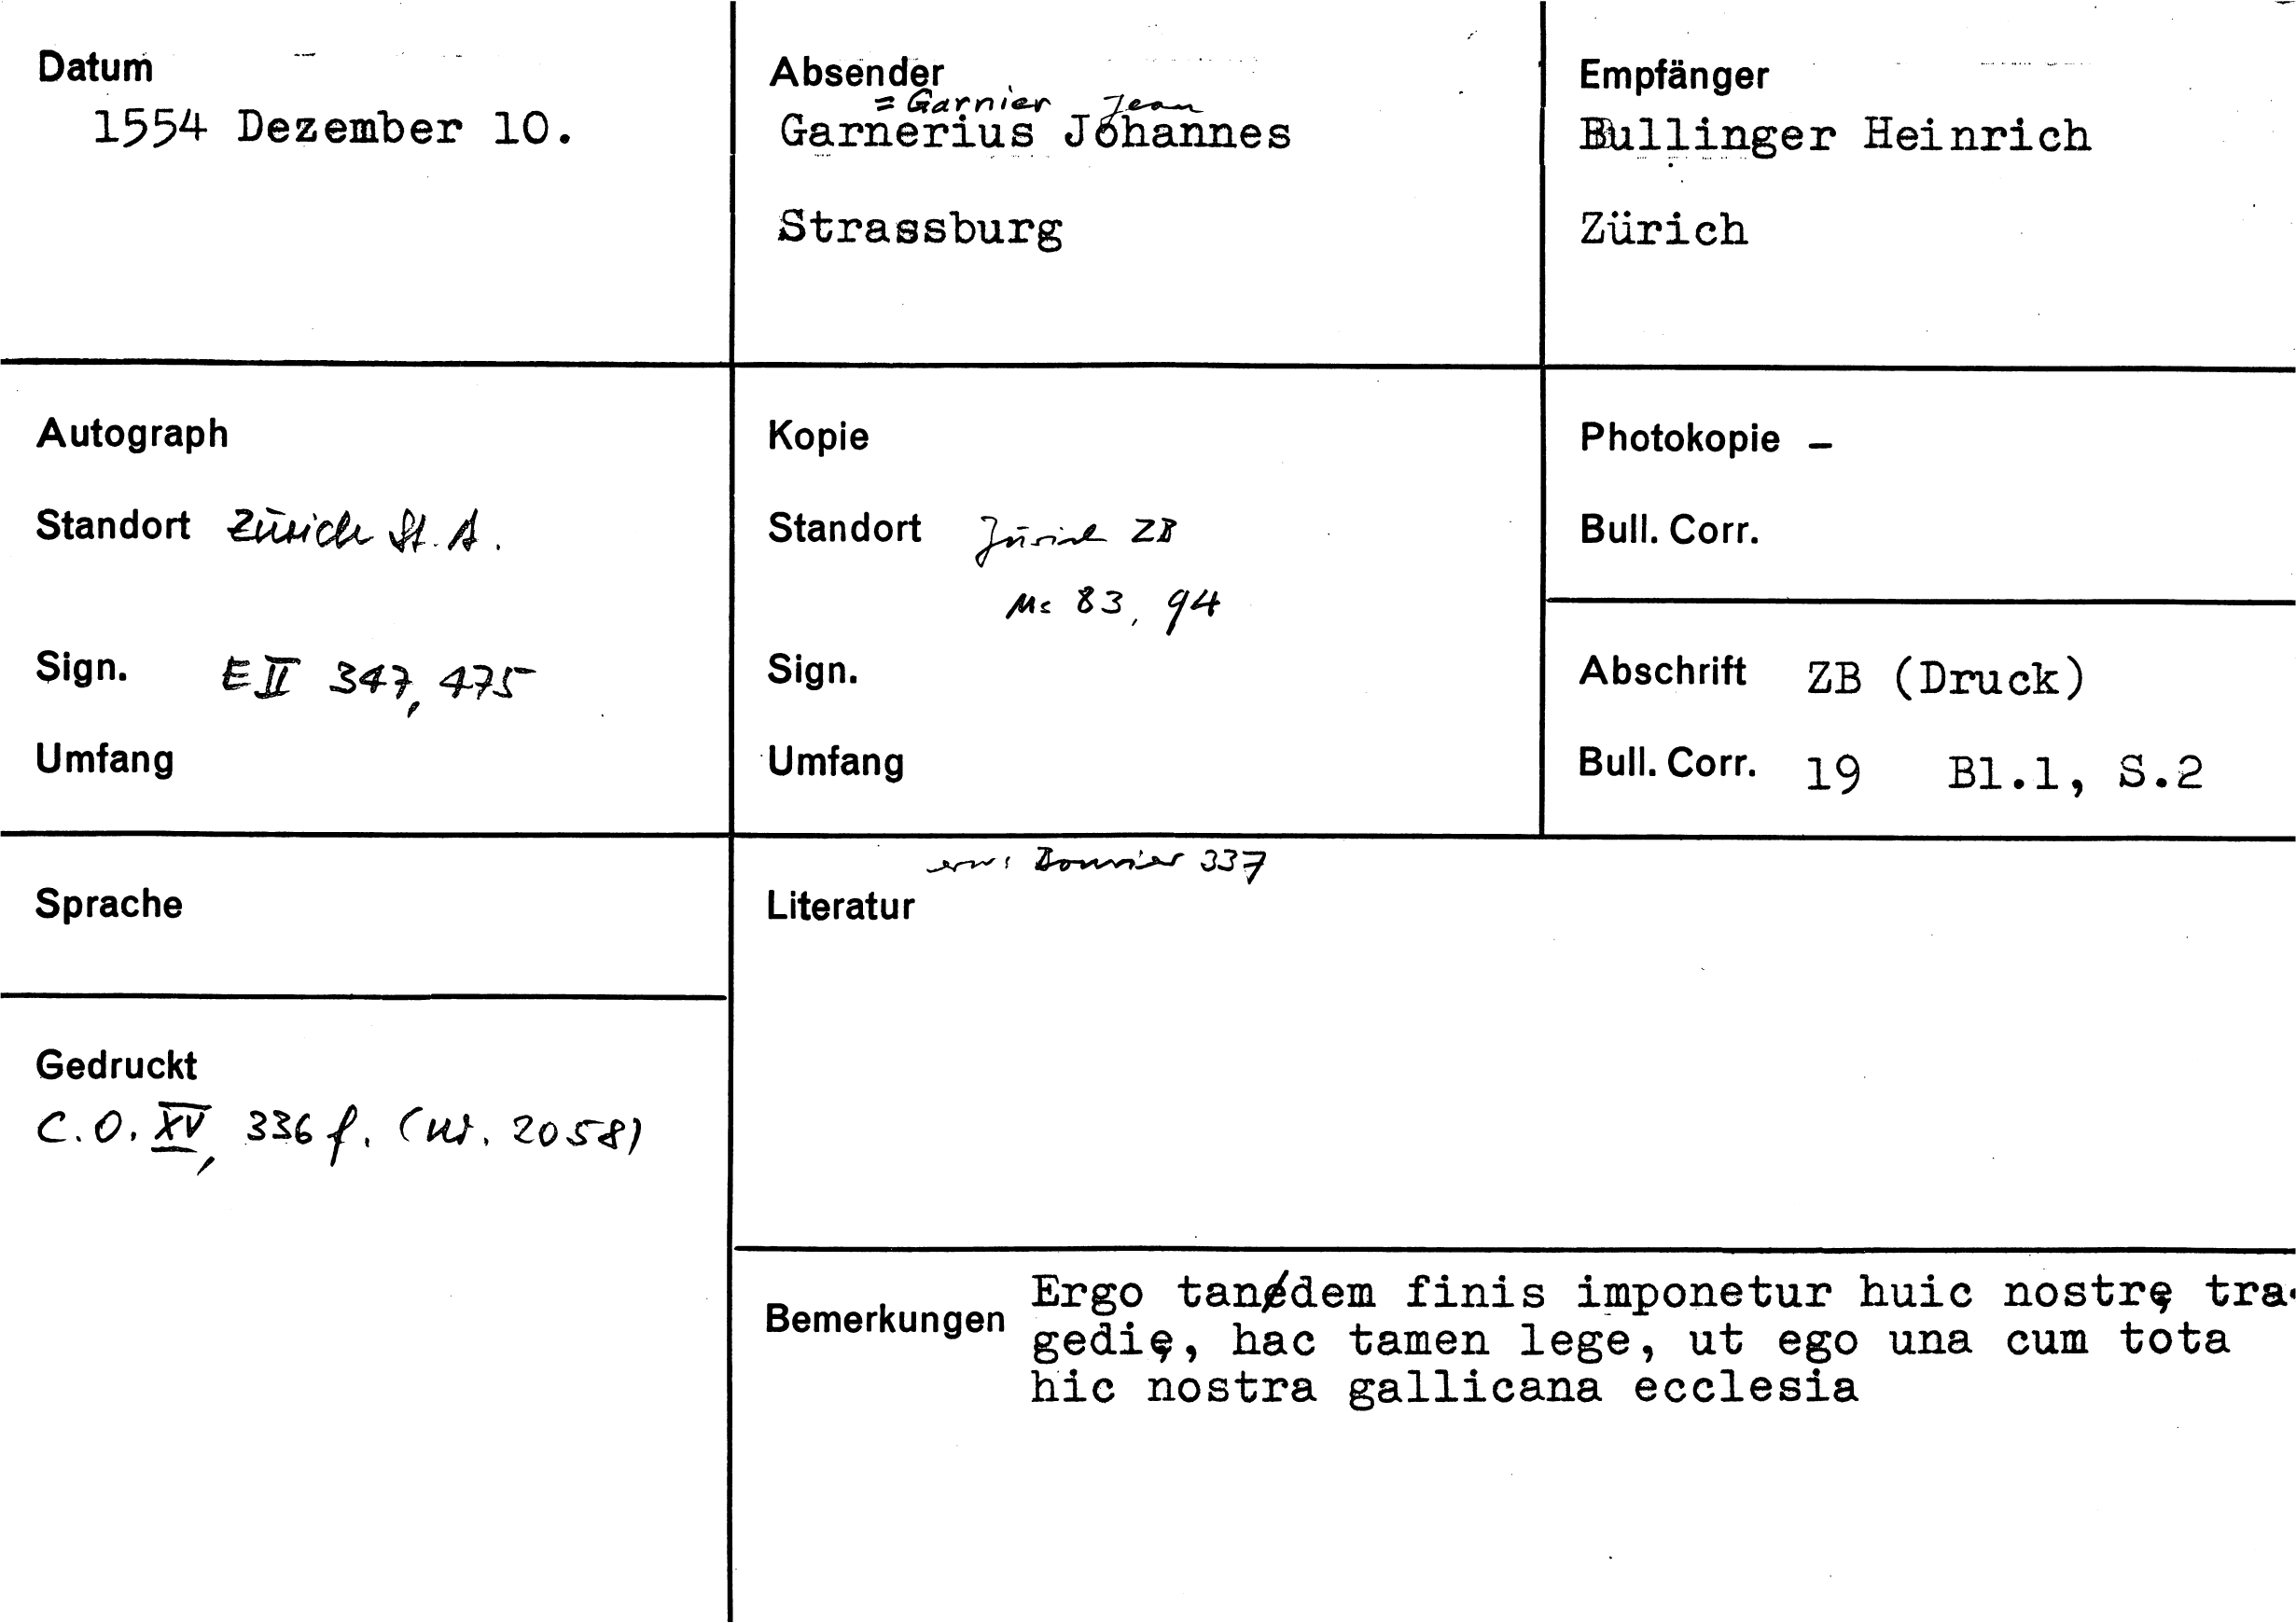 Datum
1554 Dezember 10.
Absender
= Garnier Jean
Garnerius Johannes
Strassburg
Empfänger
Bullinger Heinrich
Zürich
Autograph
Standort Zürich St. A.
Sign. E II 347, 475
Umfang
Kopie
Standort Zürich ZB
Ms 83, 94
Sign.
Umfang
Photokopie –
Bull. Corr.
Abschrift ZB (Druck)
Bull. Corr. 19 Bl.1, S.2
Sprache
Gedruckt
C.O. XV, 336 f. (Nr. 2058)
erw: Bouvier 337
Literatur
Bemerkungen
Ergo tandem finis imponetur huic nostrę tra-
gedię, hac tamen lege, ut ego una cum tota
hic nostra gallicana ecclesia